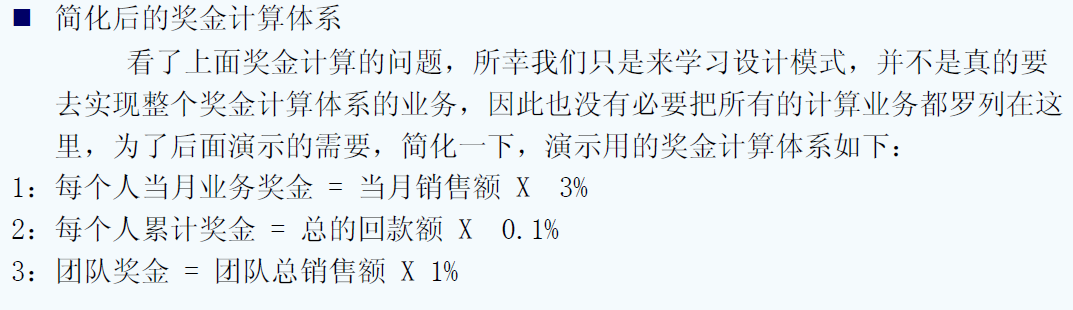 ■ 简化后的奖金计算体系
看了上面奖金计算的问题，所幸我们只是来学习设计模式，并不是真的要
去实现整个奖金计算体系的业务，因此也没有必要把所有的计算业务都罗列在这
里，为了后面演示的需要，简化一下，演示用的奖金计算体系如下：
1：每个人当月业务奖金 = 当月销售额 X 3%
2：每个人累计奖金 = 总的回款额 X 0.1%
3：团队奖金 = 团队总销售额 X 1%